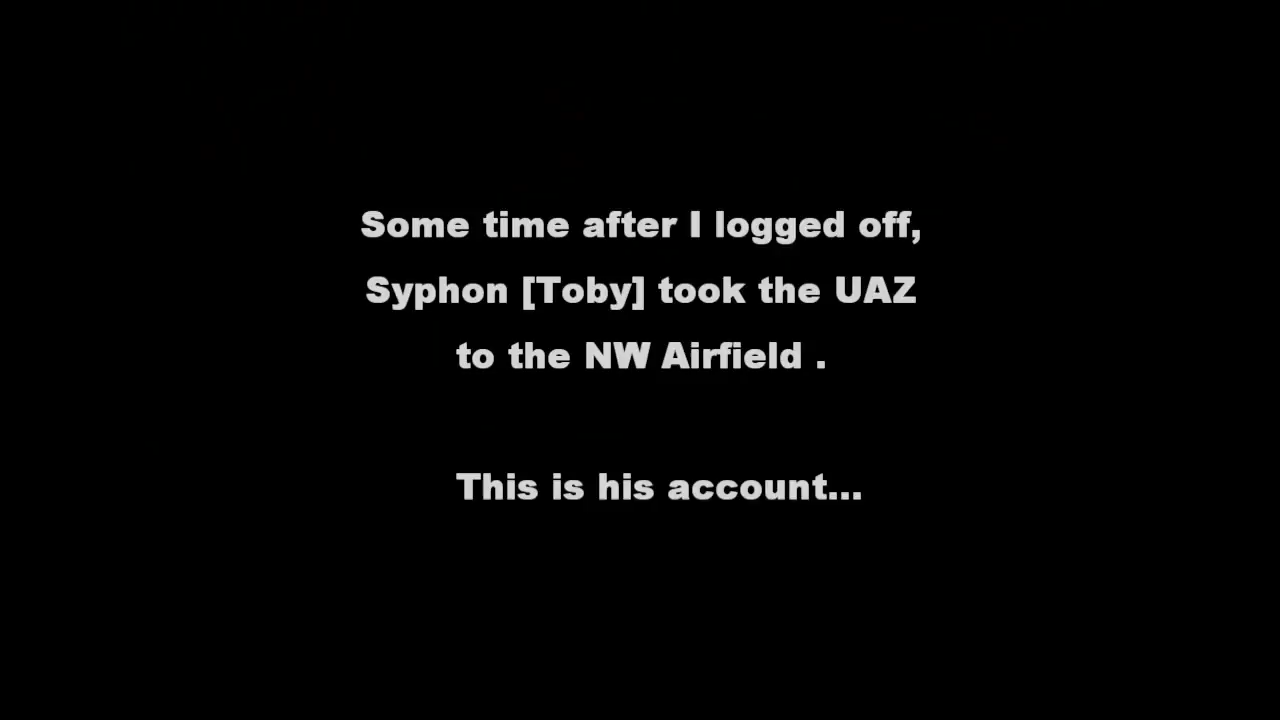 Some time after I logged off,
Syphon [Toby] took the UAZ
to the NW Airfield .
This is his account...